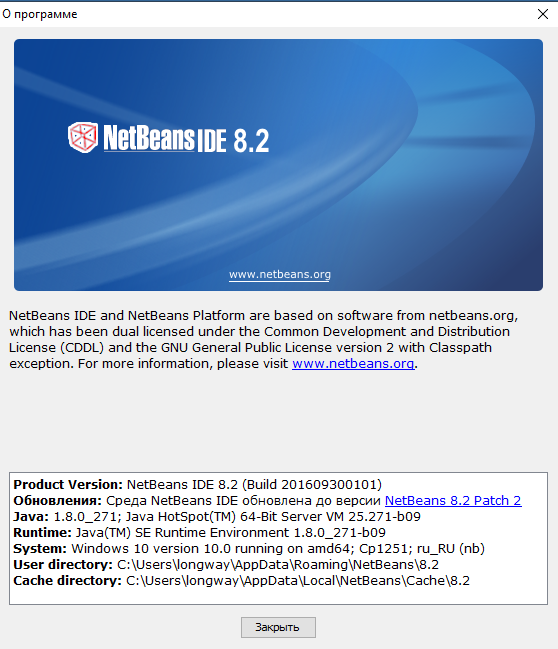 О программе
NetBeans IDE 8.2
www.netbeans.org
NetBeans IDE and NetBeans Platform are based on software from netbeans.org,
which has been dual licensed under the Common Development and Distribution
License (CDDL) and the GNU General Public License version 2 with Classpath
exception. For more information, please visit www.netbeans.org.
Product Version: NetBeans IDE 8.2 (Build 201609300101)
Обновления: Среда NetBeans IDE обновлена до версии NetBeans 8.2 Patch 2
Java: 1.8.0_271; Java HotSpot(TM) 64-Bit Server VM 25.271-b09
Runtime: Java(TM) SE Runtime Environment 1.8.0_271-b09
System: Windows 10 version 10.0 running on amd64; Cp1251; ru_RU (nb)
User directory: C:\Users\longway\AppData\Roaming\NetBeans\8.2
Cache directory: C:\Users\longway\AppData\Local\NetBeans\Cache\8.2
Закрыть